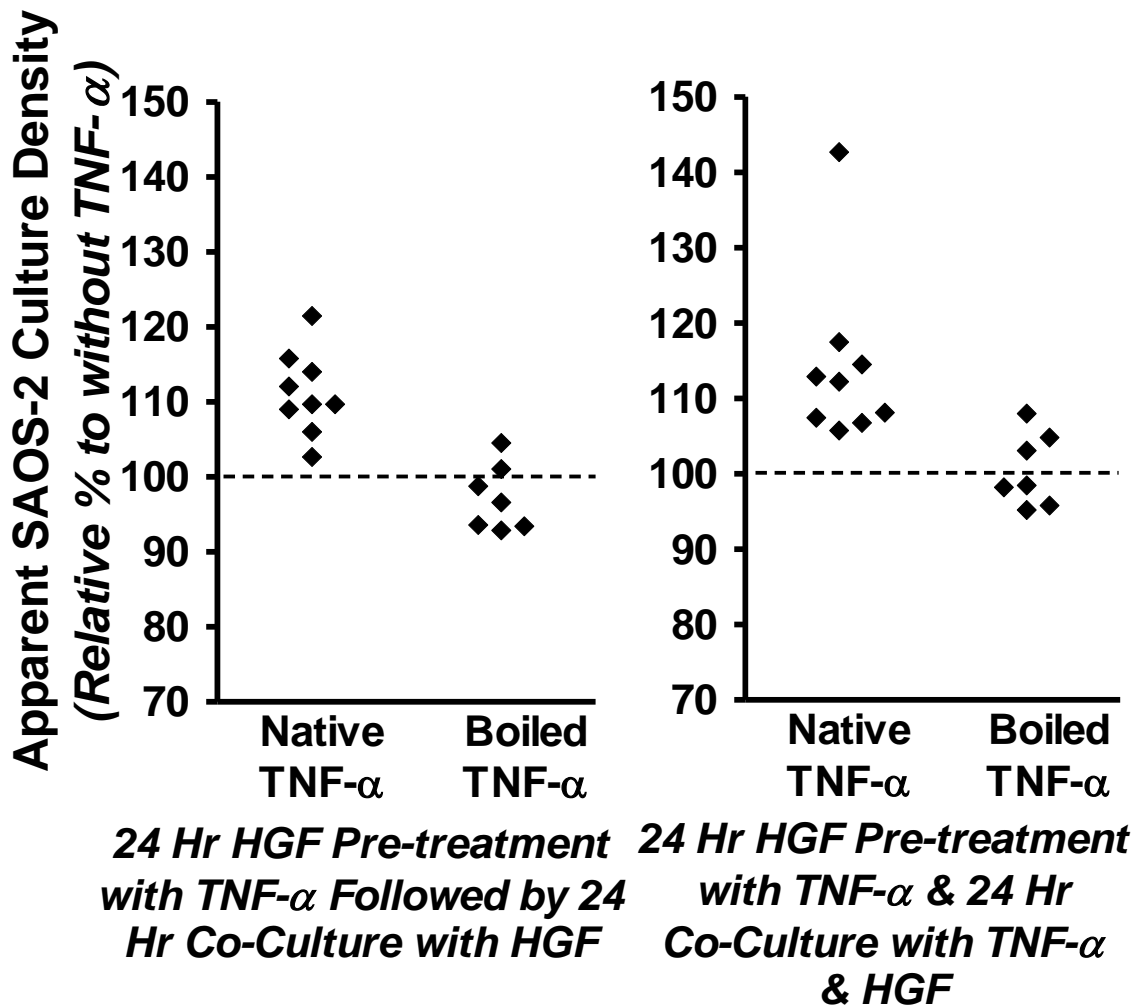 Apparent SAOS-2 Culture Density
(Relative % to without TNF-α)
150
140
130
120
110
100
90
80
70
Native
TNF-α
Boiled
TNF-α
24 Hr HGF Pre-treatment
with TNF-α Followed by 24
Hr Co-Culture with HGF
150
140
130
120
110
100
90
80
70
Native
TNF-α
Boiled
TNF-α
24 Hr HGF Pre-treatment
with TNF-α & 24 Hr
Co-Culture with TNF-α
& HGF